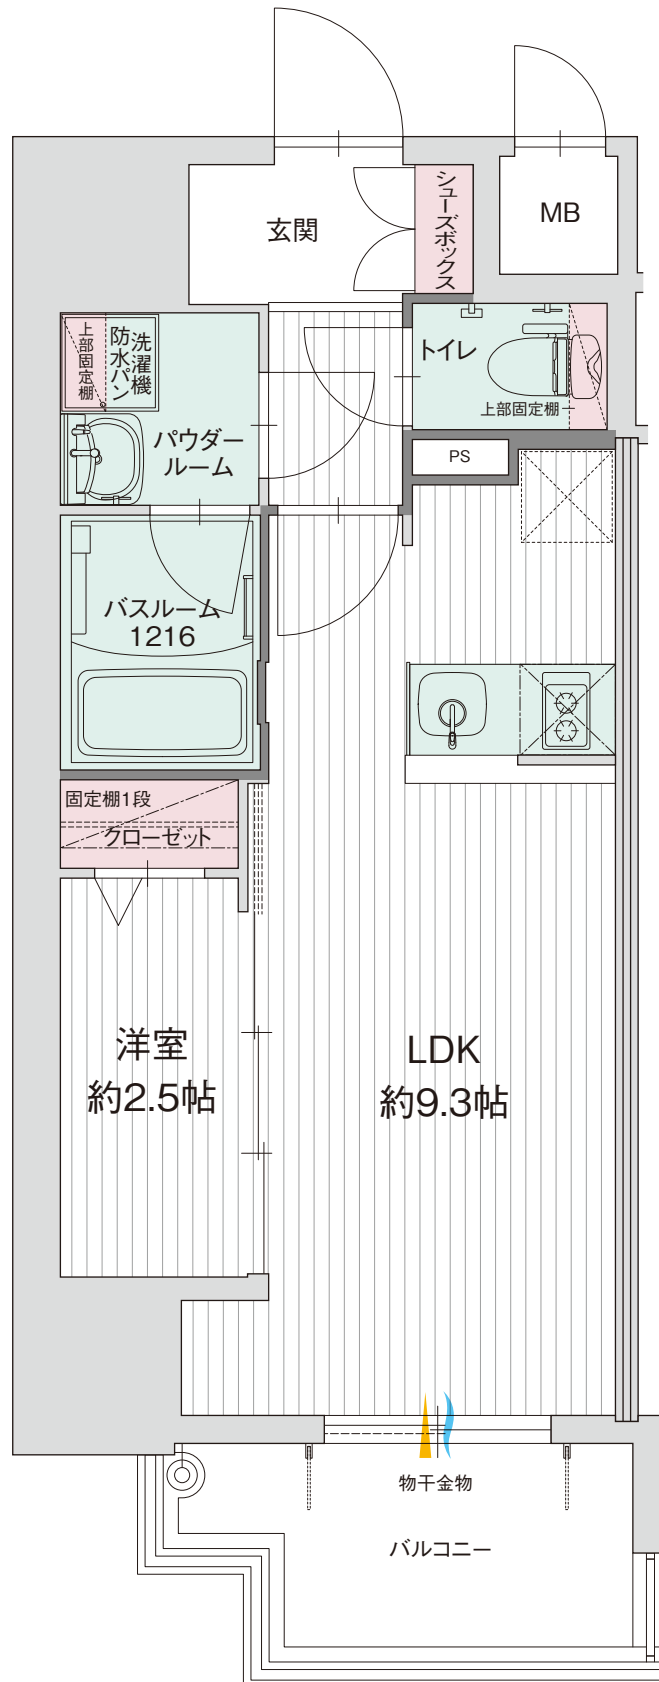 玄関
シューズボックス
MB
上部固定棚
洗濯機
防水パン
トイレ
上部固定棚
パウダー
ルーム
PS
バスルーム
1216
固定棚1段
クローゼット
洋室
約2.5帖
LDK
約9.3帖
物干金物
バルコニー